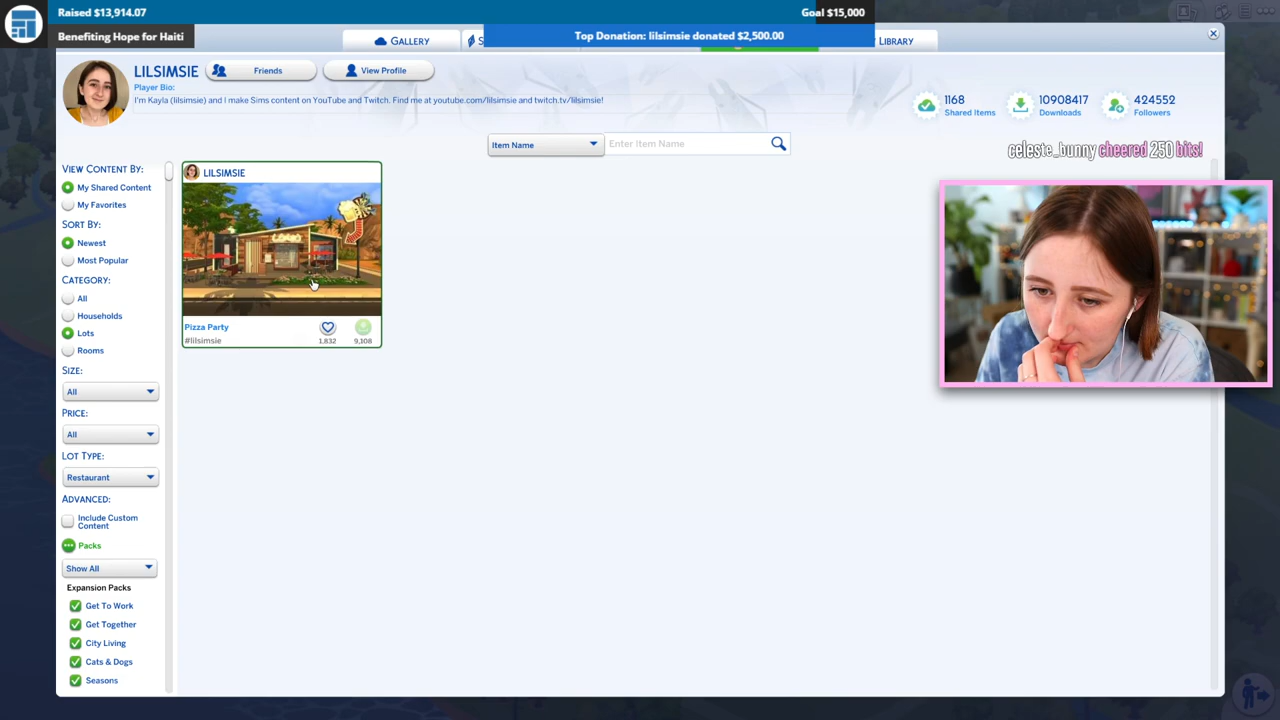 Raised $13,914.07
Goal $15,000
Benefiting Hope for Haiti
Top Donation: lilsimsie donated $2,500.00
Gallery
Library
LILSIMSIE
Friends
View Profile
Player Bio:
I'm Kayla (lilsimsie) and I make Sims content on YouTube and Twitch. Find me at youtube.com/lilsimsie and twitch.tv/lilsimsie!
1168
Shared Items
10908417
Downloads
424552
Followers
Item Name
Enter Item Name
celeste_bunny cheered 250 bits!
View Content By:
My Shared Content
My Favorites
Sort By:
Newest
Most Popular
Category:
All
Households
Lots
Rooms
Size:
All
Price:
All
Lot Type:
Restaurant
Advanced:
Include Custom
Content
Packs
Show All
Expansion Packs
Get To Work
Get Together
City Living
Cats & Dogs
Seasons
LILSIMSIE
Pizza Party
#lilsimsie
1,832
9,108